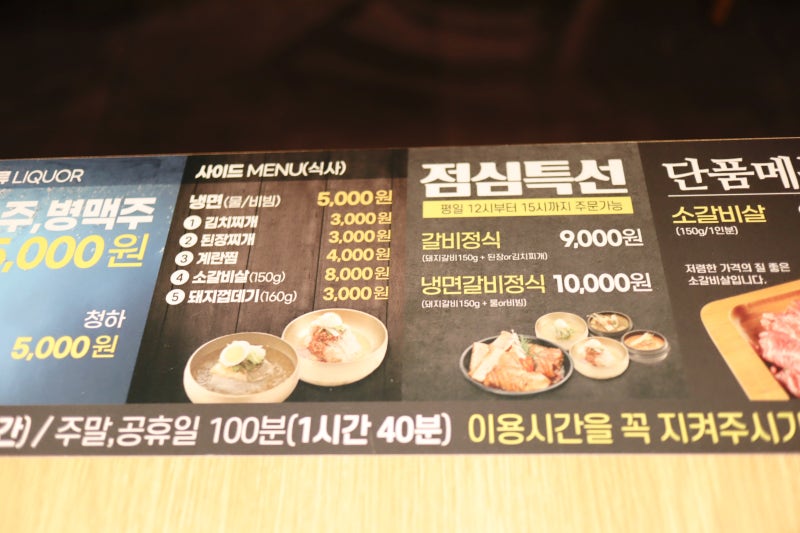 LIQUOR
주,병맥주
5,000원
청하
5,000원
사이드 MENU(식사)
냉면(물/비빔) 5,000원
1 김치찌개 3,000원
2 된장찌개 3,000원
3 계란찜 4,000원
4 소갈비살(150g) 8,000원
5 돼지껍데기(160g) 3,000원
점심특선
평일 12시부터 15시까지 주문가능
갈비정식 9,000원
(돼지갈비150g + 된장or김치찌개)
냉면갈비정식 10,000원
(돼지갈비150g + 물or비빔)
단품메
소갈비살
(150g/1인분)
저렴한 가격의 질 좋은
소갈비살입니다.
간) / 주말,공휴일 100분(1시간 40분) 이용시간을 꼭 지켜주시기